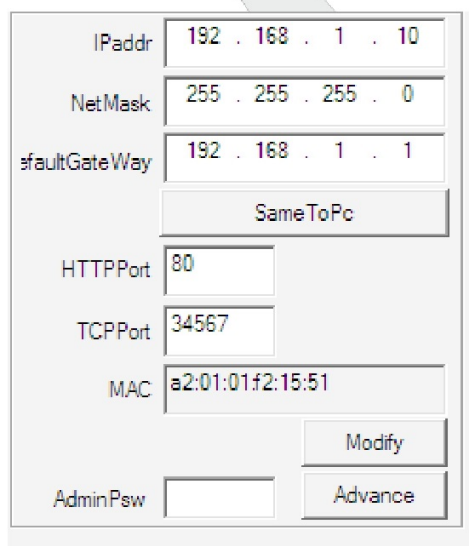 IPaddr 192 . 168 . 1 . 10
NetMask 255 . 255 . 255 . 0
efaultGateWay 192 . 168 . 1 . 1
SameToPc
HTTPPort 80
TCPPort 34567
MAC a2:01:01:f2:15:51
Modify
AdminPsw Advance